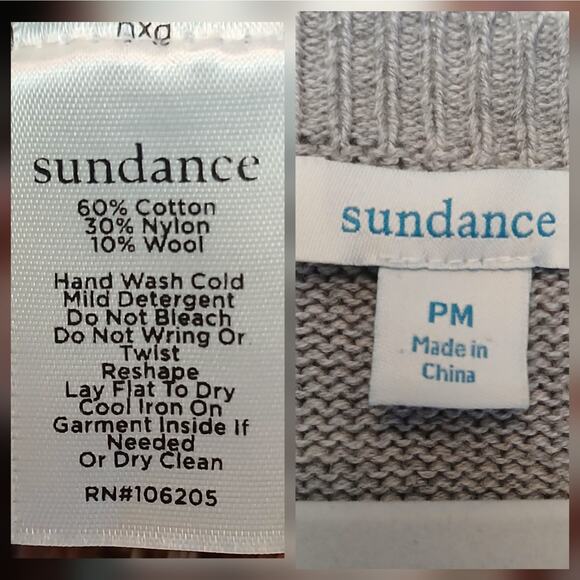 sundance
60% Cotton
30% Nylon
10% Wool
Hand Wash Cold
Mild Detergent
Do Not Bleach
Do Not Wring Or
Twist
Reshape
Lay Flat To Dry
Cool Iron On
Garment Inside If
Needed
Or Dry Clean
RN#106205
sundance
PM
Made in
China